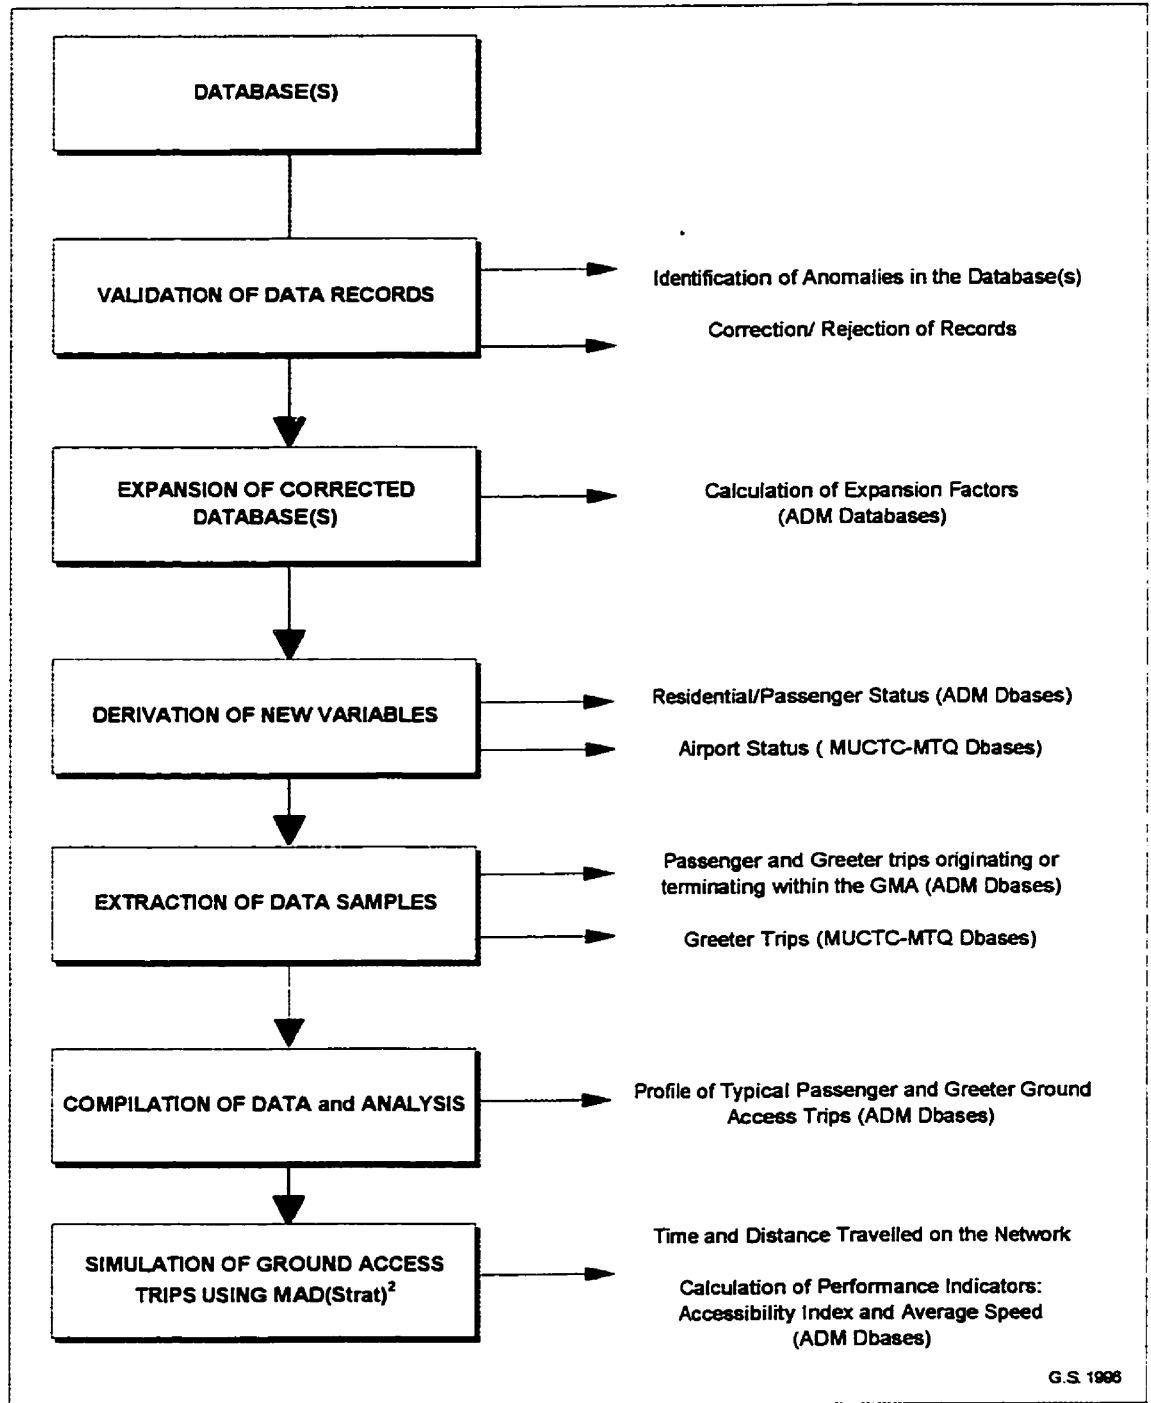 DATABASE(S)
VALIDATION OF DATA RECORDS
Identification of Anomalies in the Database(s)
Correction/ Rejection of Records
EXPANSION OF CORRECTED
DATABASE(S)
Calculation of Expansion Factors
(ADM Databases)
DERIVATION OF NEW VARIABLES
Residential/Passenger Status (ADM Dbases)
Airport Status ( MUCTC-MTQ Dbases)
EXTRACTION OF DATA SAMPLES
Passenger and Greeter trips originating or
terminating within the GMA (ADM Dbases)
Greeter Trips (MUCTC-MTQ Dbases)
COMPILATION OF DATA and ANALYSIS
Profile of Typical Passenger and Greeter Ground
Access Trips (ADM Dbases)
SIMULATION OF GROUND ACCESS
TRIPS USING MAD(Strat)²
Time and Distance Travelled on the Network
Calculation of Performance Indicators:
Accessibility Index and Average Speed
(ADM Dbases)
G.S. 1996